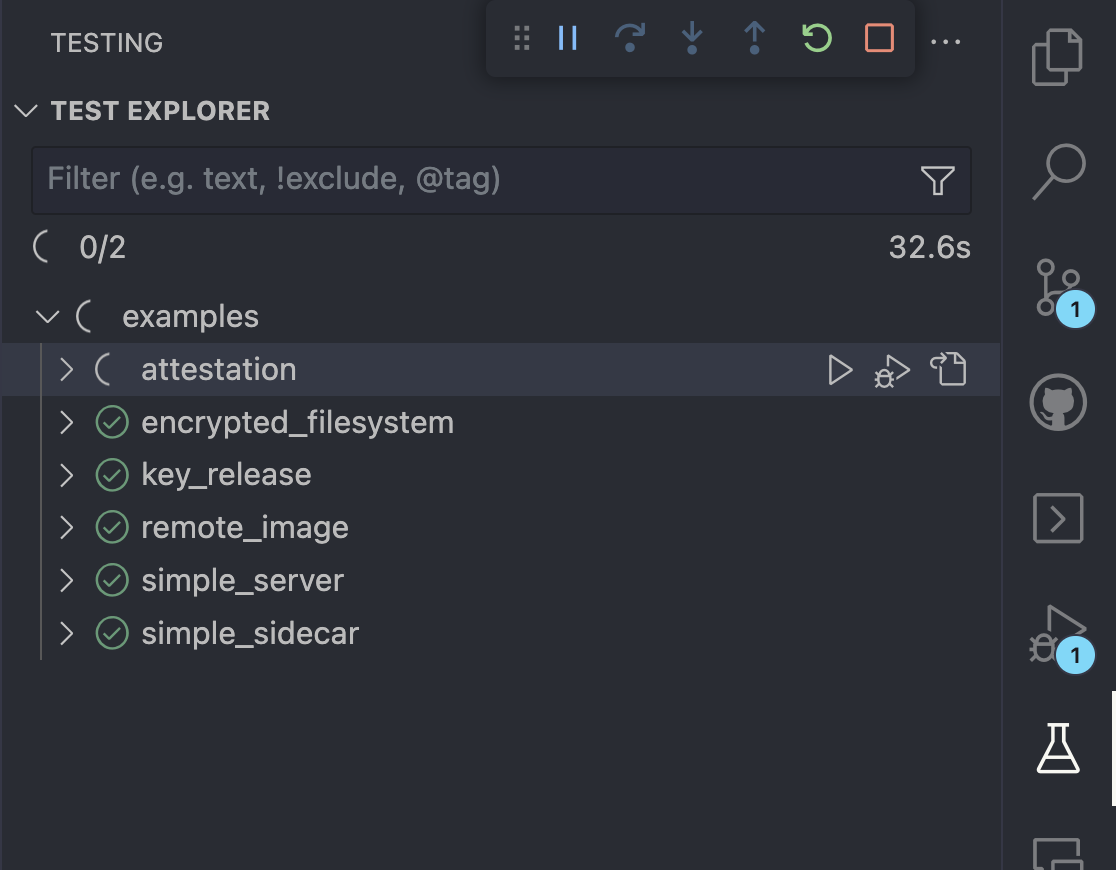 TESTING
TEST EXPLORER
Filter (e.g. text, !exclude, @tag)
0/2 32.6s
examples
attestation
encrypted_filesystem
key_release
remote_image
simple_server
simple_sidecar
1
1